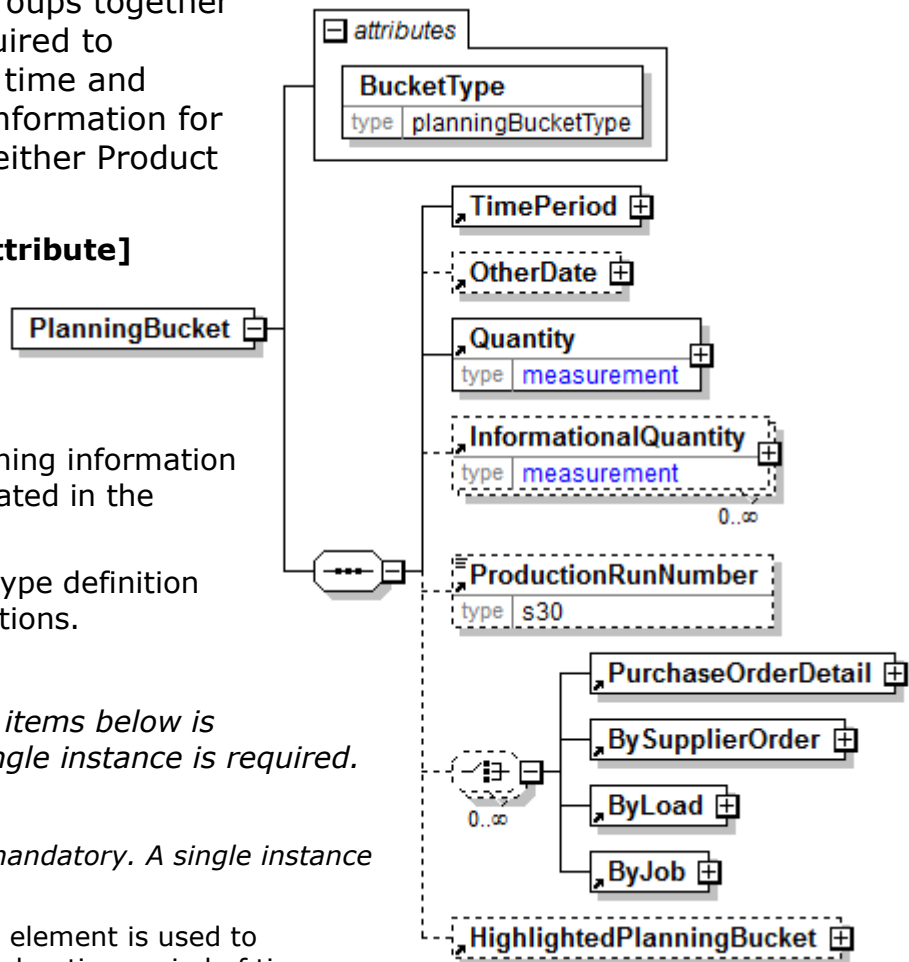 oups together
uired to
time and
nformation for
either Product
ttribute]
ning information
ated in the
ype definition
tions.
items below is
ngle instance is required.
mandatory. A single instance
element is used to
attributes
BucketType
type planningBucketType
PlanningBucket
TimePeriod
OtherDate
Quantity
type measurement
InformationalQuantity
type measurement
0..∞
ProductionRunNumber
type s30
0..∞
PurchaseOrderDetail
BySupplierOrder
ByLoad
ByJob
HighlightedPlanningBucket